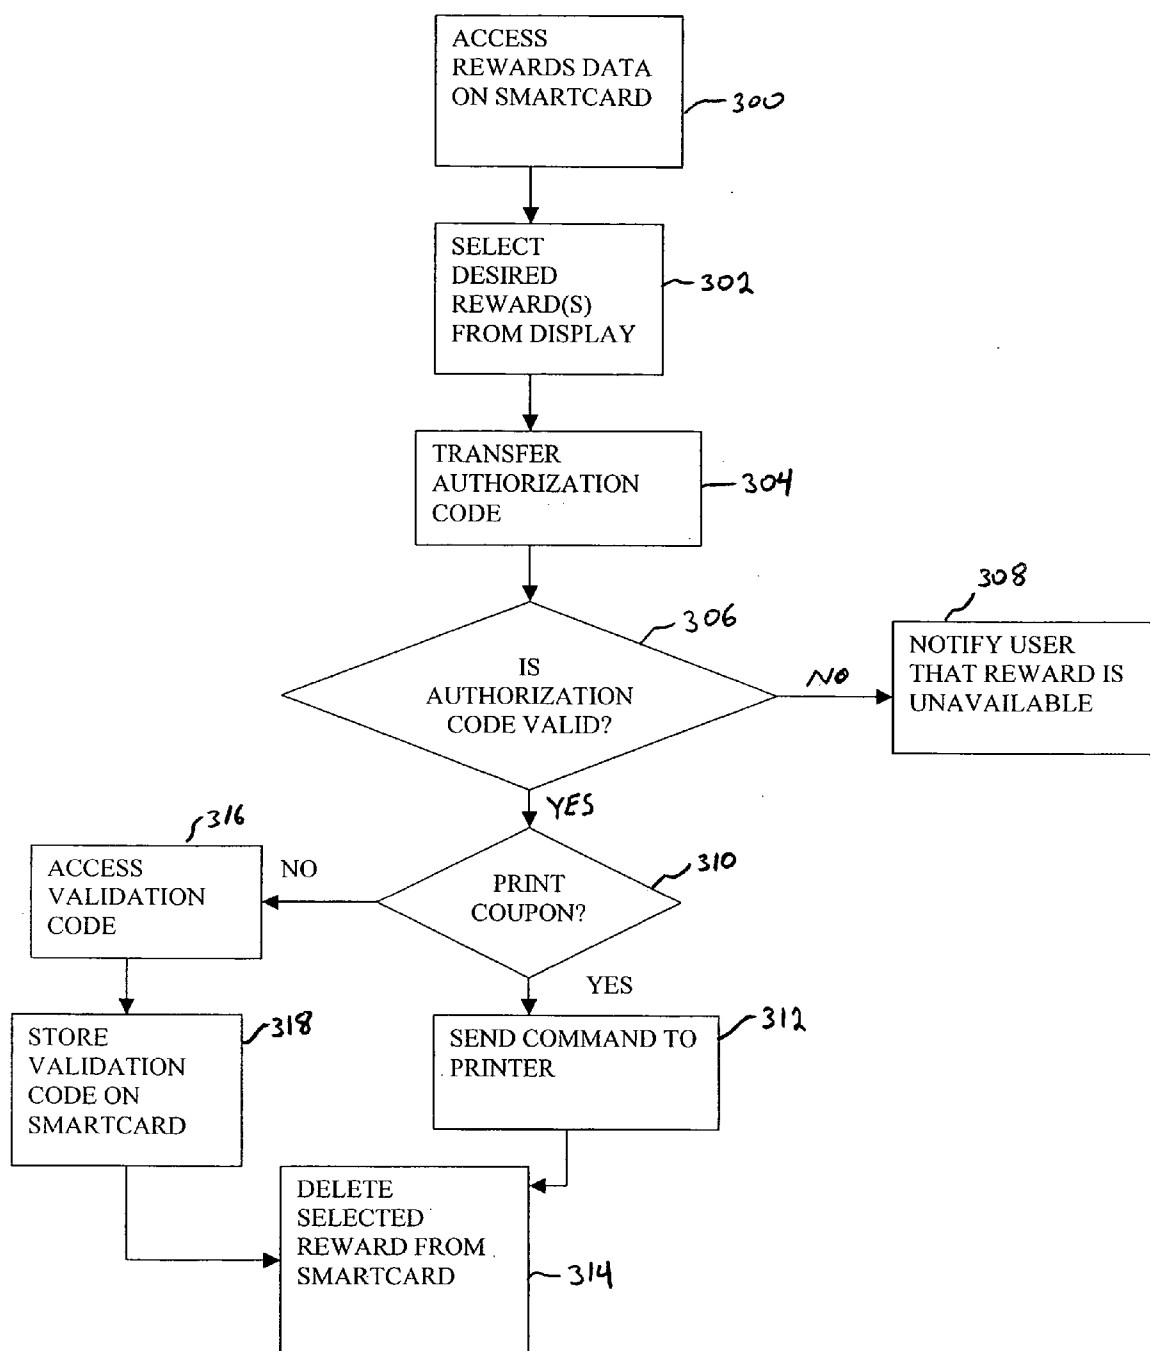 ACCESS
REWARDS DATA
ON SMARTCARD
300
SELECT
DESIRED
REWARD(S)
FROM DISPLAY
302
TRANSFER
AUTHORIZATION
CODE
304
306
IS
AUTHORIZATION
CODE VALID?
NO
308
NOTIFY USER
THAT REWARD IS
UNAVAILABLE
YES
310
PRINT
COUPON?
NO
316
ACCESS
VALIDATION
CODE
YES
318
STORE
VALIDATION
CODE ON
SMARTCARD
312
SEND COMMAND TO
PRINTER
DELETE
SELECTED
REWARD FROM
SMARTCARD
314